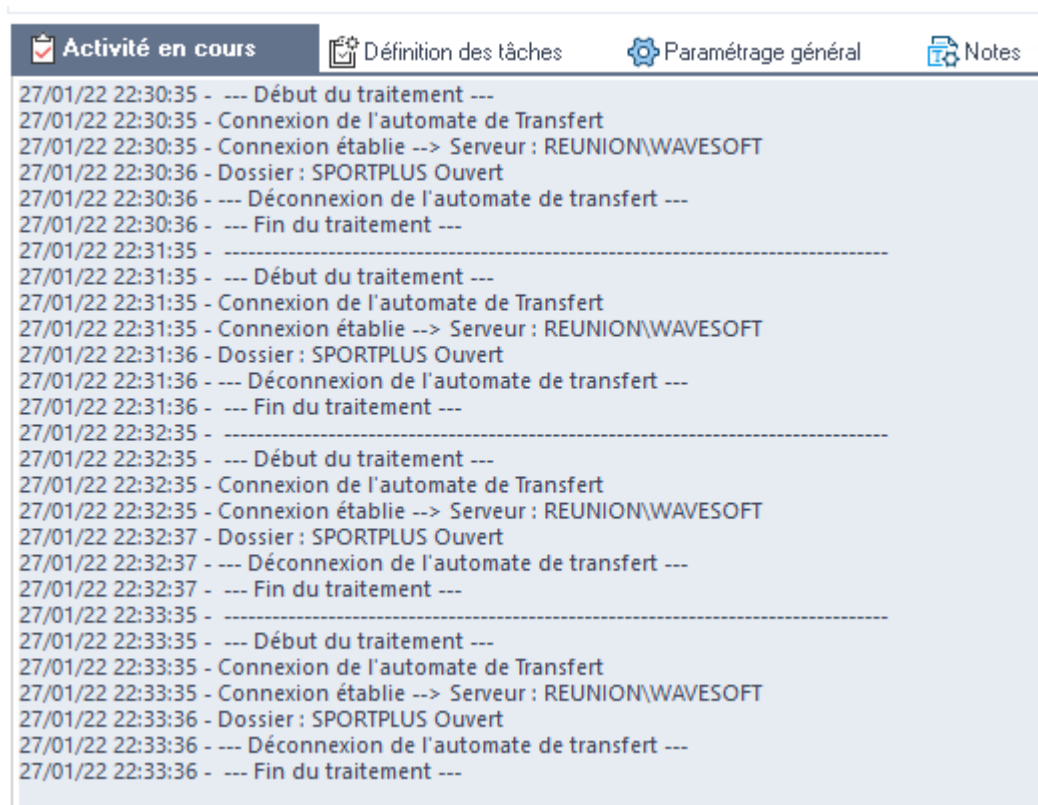 Activité en cours Définition des tâches Paramétrage général Notes
27/01/22 22:30:35 - --- Début du traitement ---
27/01/22 22:30:35 - Connexion de l'automate de Transfert
27/01/22 22:30:35 - Connexion établie --> Serveur : REUNION\WAVESOFT
27/01/22 22:30:36 - Dossier : SPORTPLUS Ouvert
27/01/22 22:30:36 - --- Déconnexion de l'automate de transfert ---
27/01/22 22:30:36 - --- Fin du traitement ---
27/01/22 22:31:35 - -----------------------------------------------------------------------------------
27/01/22 22:31:35 - --- Début du traitement ---
27/01/22 22:31:35 - Connexion de l'automate de Transfert
27/01/22 22:31:35 - Connexion établie --> Serveur : REUNION\WAVESOFT
27/01/22 22:31:36 - Dossier : SPORTPLUS Ouvert
27/01/22 22:31:36 - --- Déconnexion de l'automate de transfert ---
27/01/22 22:31:36 - --- Fin du traitement ---
27/01/22 22:32:35 - -----------------------------------------------------------------------------------
27/01/22 22:32:35 - --- Début du traitement ---
27/01/22 22:32:35 - Connexion de l'automate de Transfert
27/01/22 22:32:35 - Connexion établie --> Serveur : REUNION\WAVESOFT
27/01/22 22:32:37 - Dossier : SPORTPLUS Ouvert
27/01/22 22:32:37 - --- Déconnexion de l'automate de transfert ---
27/01/22 22:32:37 - --- Fin du traitement ---
27/01/22 22:33:35 - -----------------------------------------------------------------------------------
27/01/22 22:33:35 - --- Début du traitement ---
27/01/22 22:33:35 - Connexion de l'automate de Transfert
27/01/22 22:33:35 - Connexion établie --> Serveur : REUNION\WAVESOFT
27/01/22 22:33:36 - Dossier : SPORTPLUS Ouvert
27/01/22 22:33:36 - --- Déconnexion de l'automate de transfert ---
27/01/22 22:33:36 - --- Fin du traitement ---